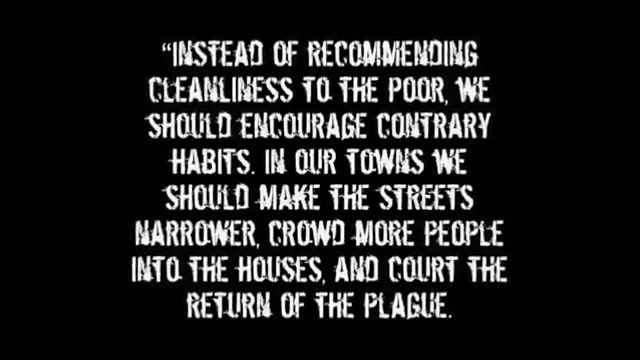 “INSTEAD OF RECOMMENDING
CLEANLINESS TO THE POOR, WE
SHOULD ENCOURAGE CONTRARY
HABITS. IN OUR TOWNS WE
SHOULD MAKE THE STREETS
NARROWER, CROWD MORE PEOPLE
INTO THE HOUSES, AND COURT THE
RETURN OF THE PLAGUE.